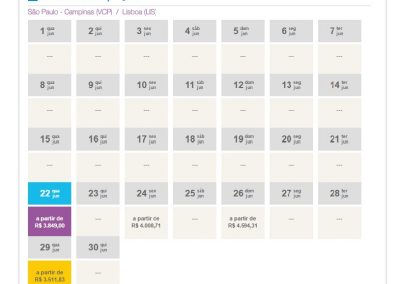 São Paulo - Campinas (VCP) / Lisboa (LIS)
1 qua jun 2 qui jun 3 sex jun 4 sáb jun 5 dom jun 6 seg jun 7 ter jun
--- --- --- --- --- --- ---
8 qua jun 9 qui jun 10 sex jun 11 sáb jun 12 dom jun 13 seg jun 14 ter jun
--- --- --- --- --- --- ---
15 qua jun 16 qui jun 17 sex jun 18 sáb jun 19 dom jun 20 seg jun 21 ter jun
--- --- --- --- --- --- ---
22 qua jun 23 qui jun 24 sex jun 25 sáb jun 26 dom jun 27 seg jun 28 ter jun
a partir de --- a partir de --- a partir de --- ---
R$ 3.849,00 R$ 4.008,71 R$ 4.594,31
29 qua jun 30 qui jun
a partir de ---
R$ 3.511,83